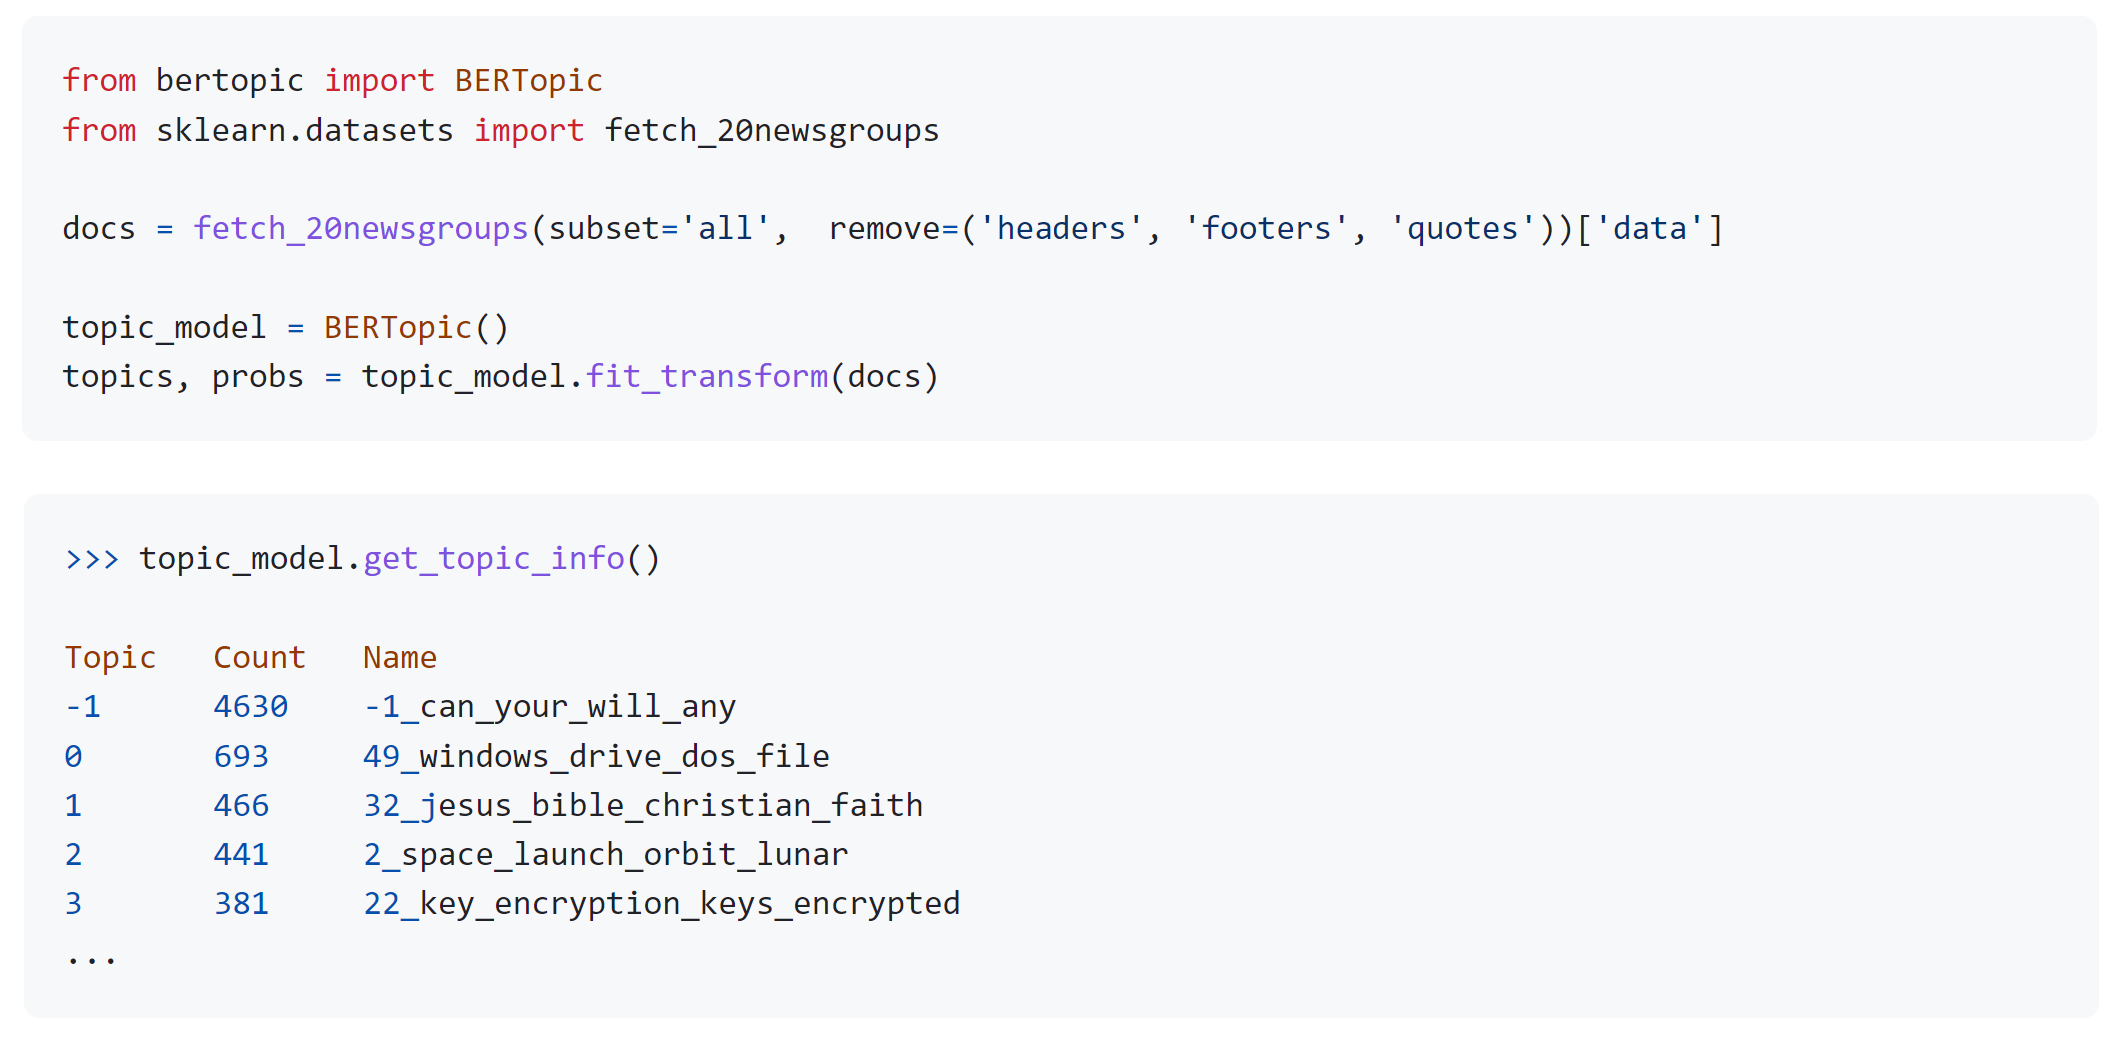 from bertopic import BERTopic
from sklearn.datasets import fetch_20newsgroups
docs = fetch_20newsgroups(subset='all',  remove=('headers', 'footers', 'quotes'))['data']
topic_model = BERTopic()
topics, probs = topic_model.fit_transform(docs)
>>> topic_model.get_topic_info()
Topic   Count   Name
-1      4630    -1_can_your_will_any
0       693     49_windows_drive_dos_file
1       466     32_jesus_bible_christian_faith
2       441     2_space_launch_orbit_lunar
3       381     22_key_encryption_keys_encrypted
...